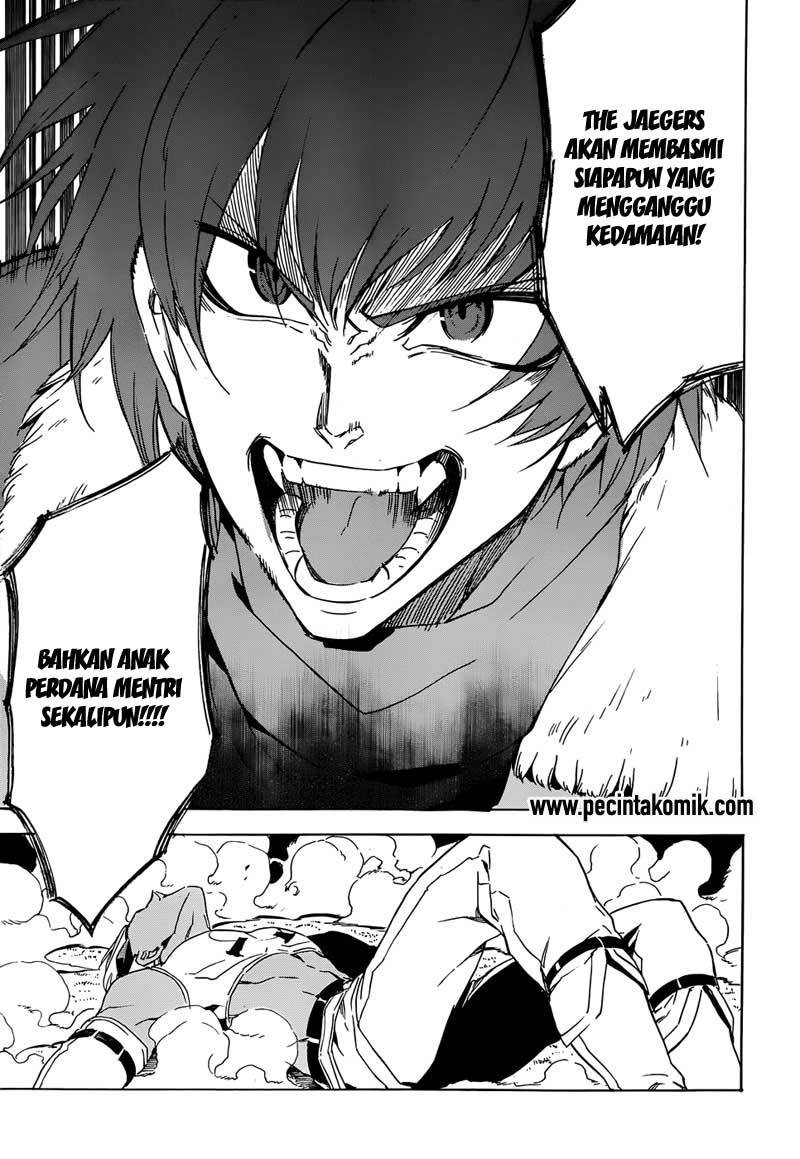 THE JAEGERS
AKAN MEMBASMI
SIAPAPUN YANG
MENGGANGGU
KEDAMAIAN!
BAHKAN ANAK
PERDANA MENTRI
SEKALIPUN!!!!
www.pecintakomik.com